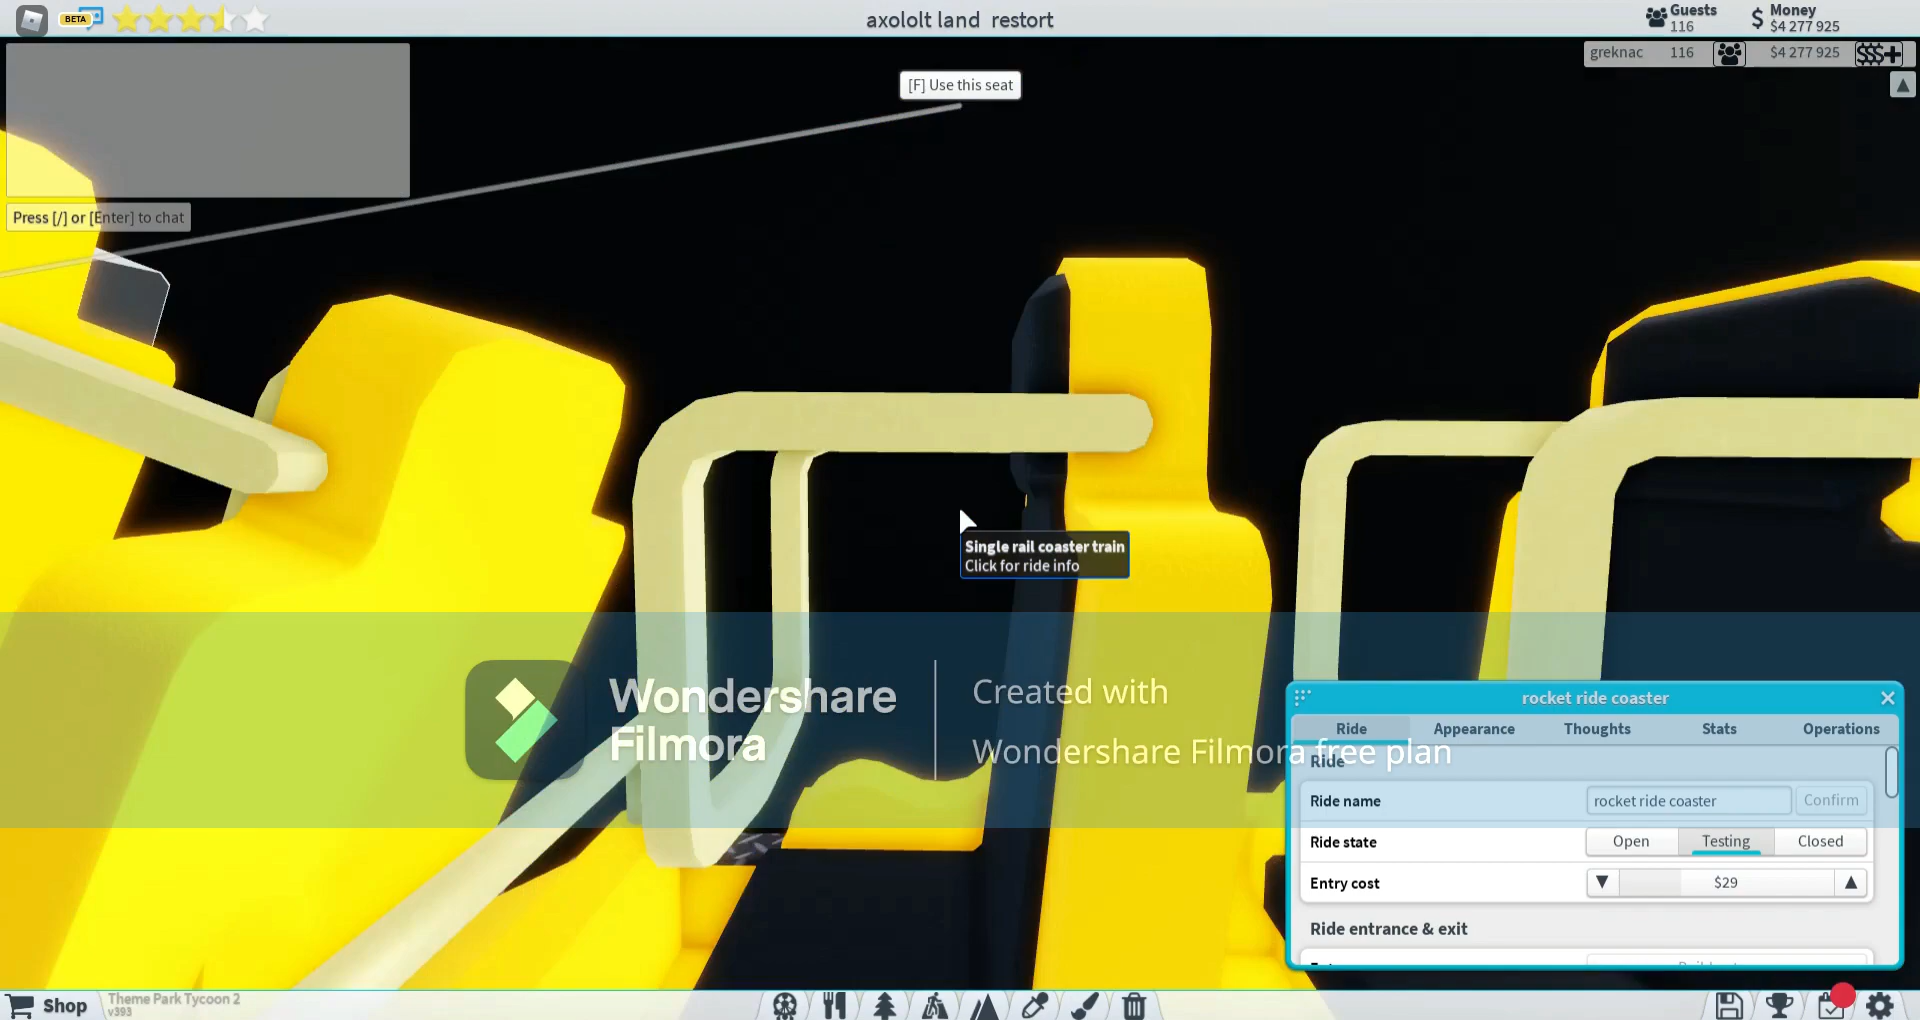 BETA
axololt land restort
Guests
116
Money
$4 277 925
greknac 116 $4 277 925
[F] Use this seat
Press [/] or [Enter] to chat
Single rail coaster train
Click for ride info
Wondershare
Filmora
Created with
Wondershare Filmora free plan
rocket ride coaster
Ride Appearance Thoughts Stats Operations
Ride
Ride name rocket ride coaster Confirm
Ride state Open Testing Closed
Entry cost $29
Ride entrance & exit
Shop
Theme Park Tycoon 2
v393